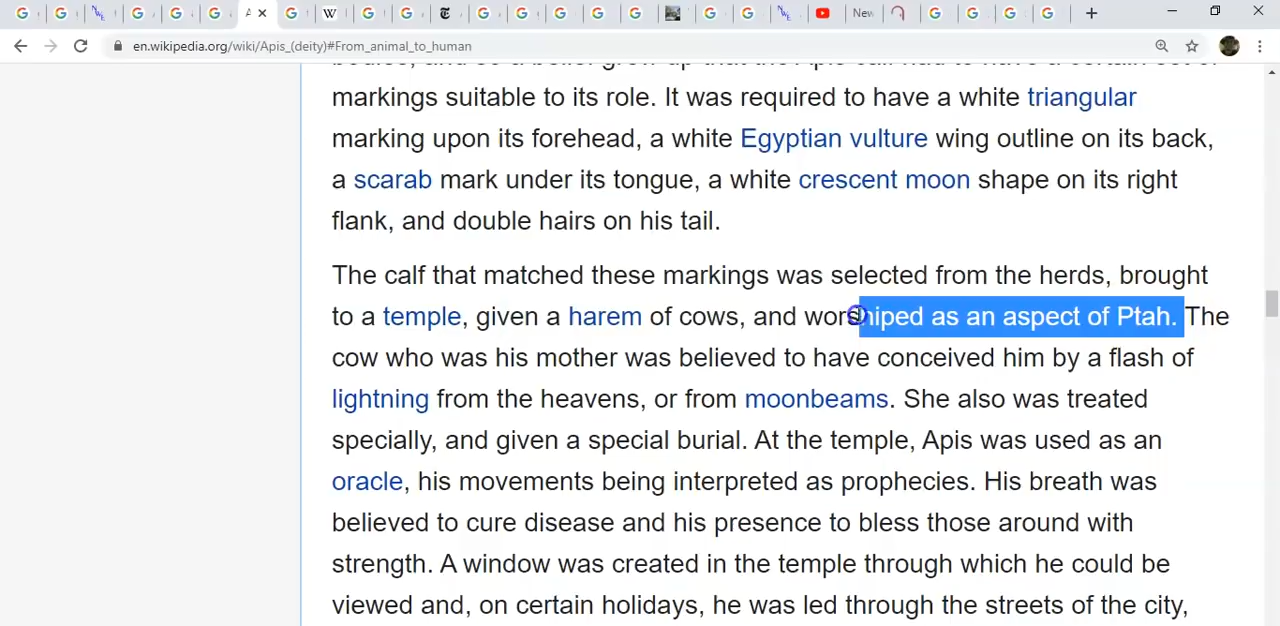 New
en.wikipedia.org/wiki/Apis_(deity)#From_animal_to_human
markings suitable to its role. It was required to have a white triangular
marking upon its forehead, a white Egyptian vulture wing outline on its back,
a scarab mark under its tongue, a white crescent moon shape on its right
flank, and double hairs on his tail.
The calf that matched these markings was selected from the herds, brought
to a temple, given a harem of cows, and worshiped as an aspect of Ptah. The
cow who was his mother was believed to have conceived him by a flash of
lightning from the heavens, or from moonbeams. She also was treated
specially, and given a special burial. At the temple, Apis was used as an
oracle, his movements being interpreted as prophecies. His breath was
believed to cure disease and his presence to bless those around with
strength. A window was created in the temple through which he could be
viewed and, on certain holidays, he was led through the streets of the city,